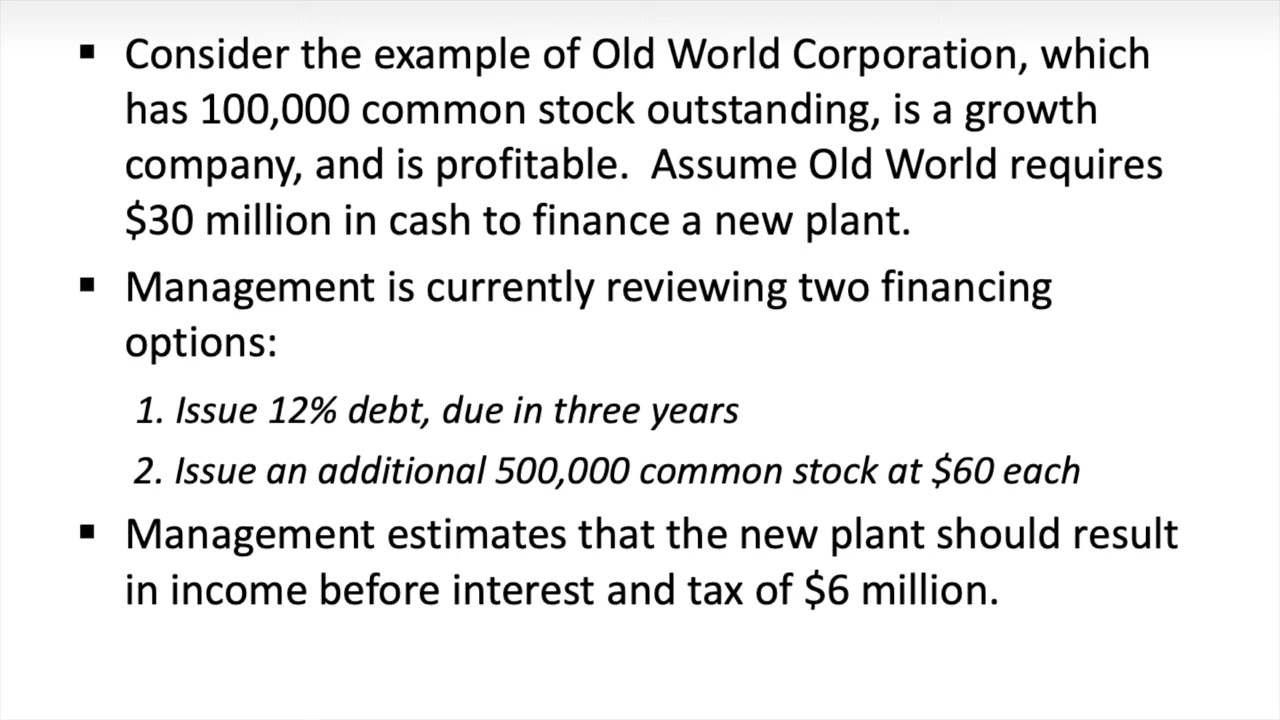 ▪ Consider the example of Old World Corporation, which
has 100,000 common stock outstanding, is a growth
company, and is profitable.  Assume Old World requires
$30 million in cash to finance a new plant.
▪ Management is currently reviewing two financing
options:
1. Issue 12% debt, due in three years
2. Issue an additional 500,000 common stock at $60 each
▪ Management estimates that the new plant should result
in income before interest and tax of $6 million.